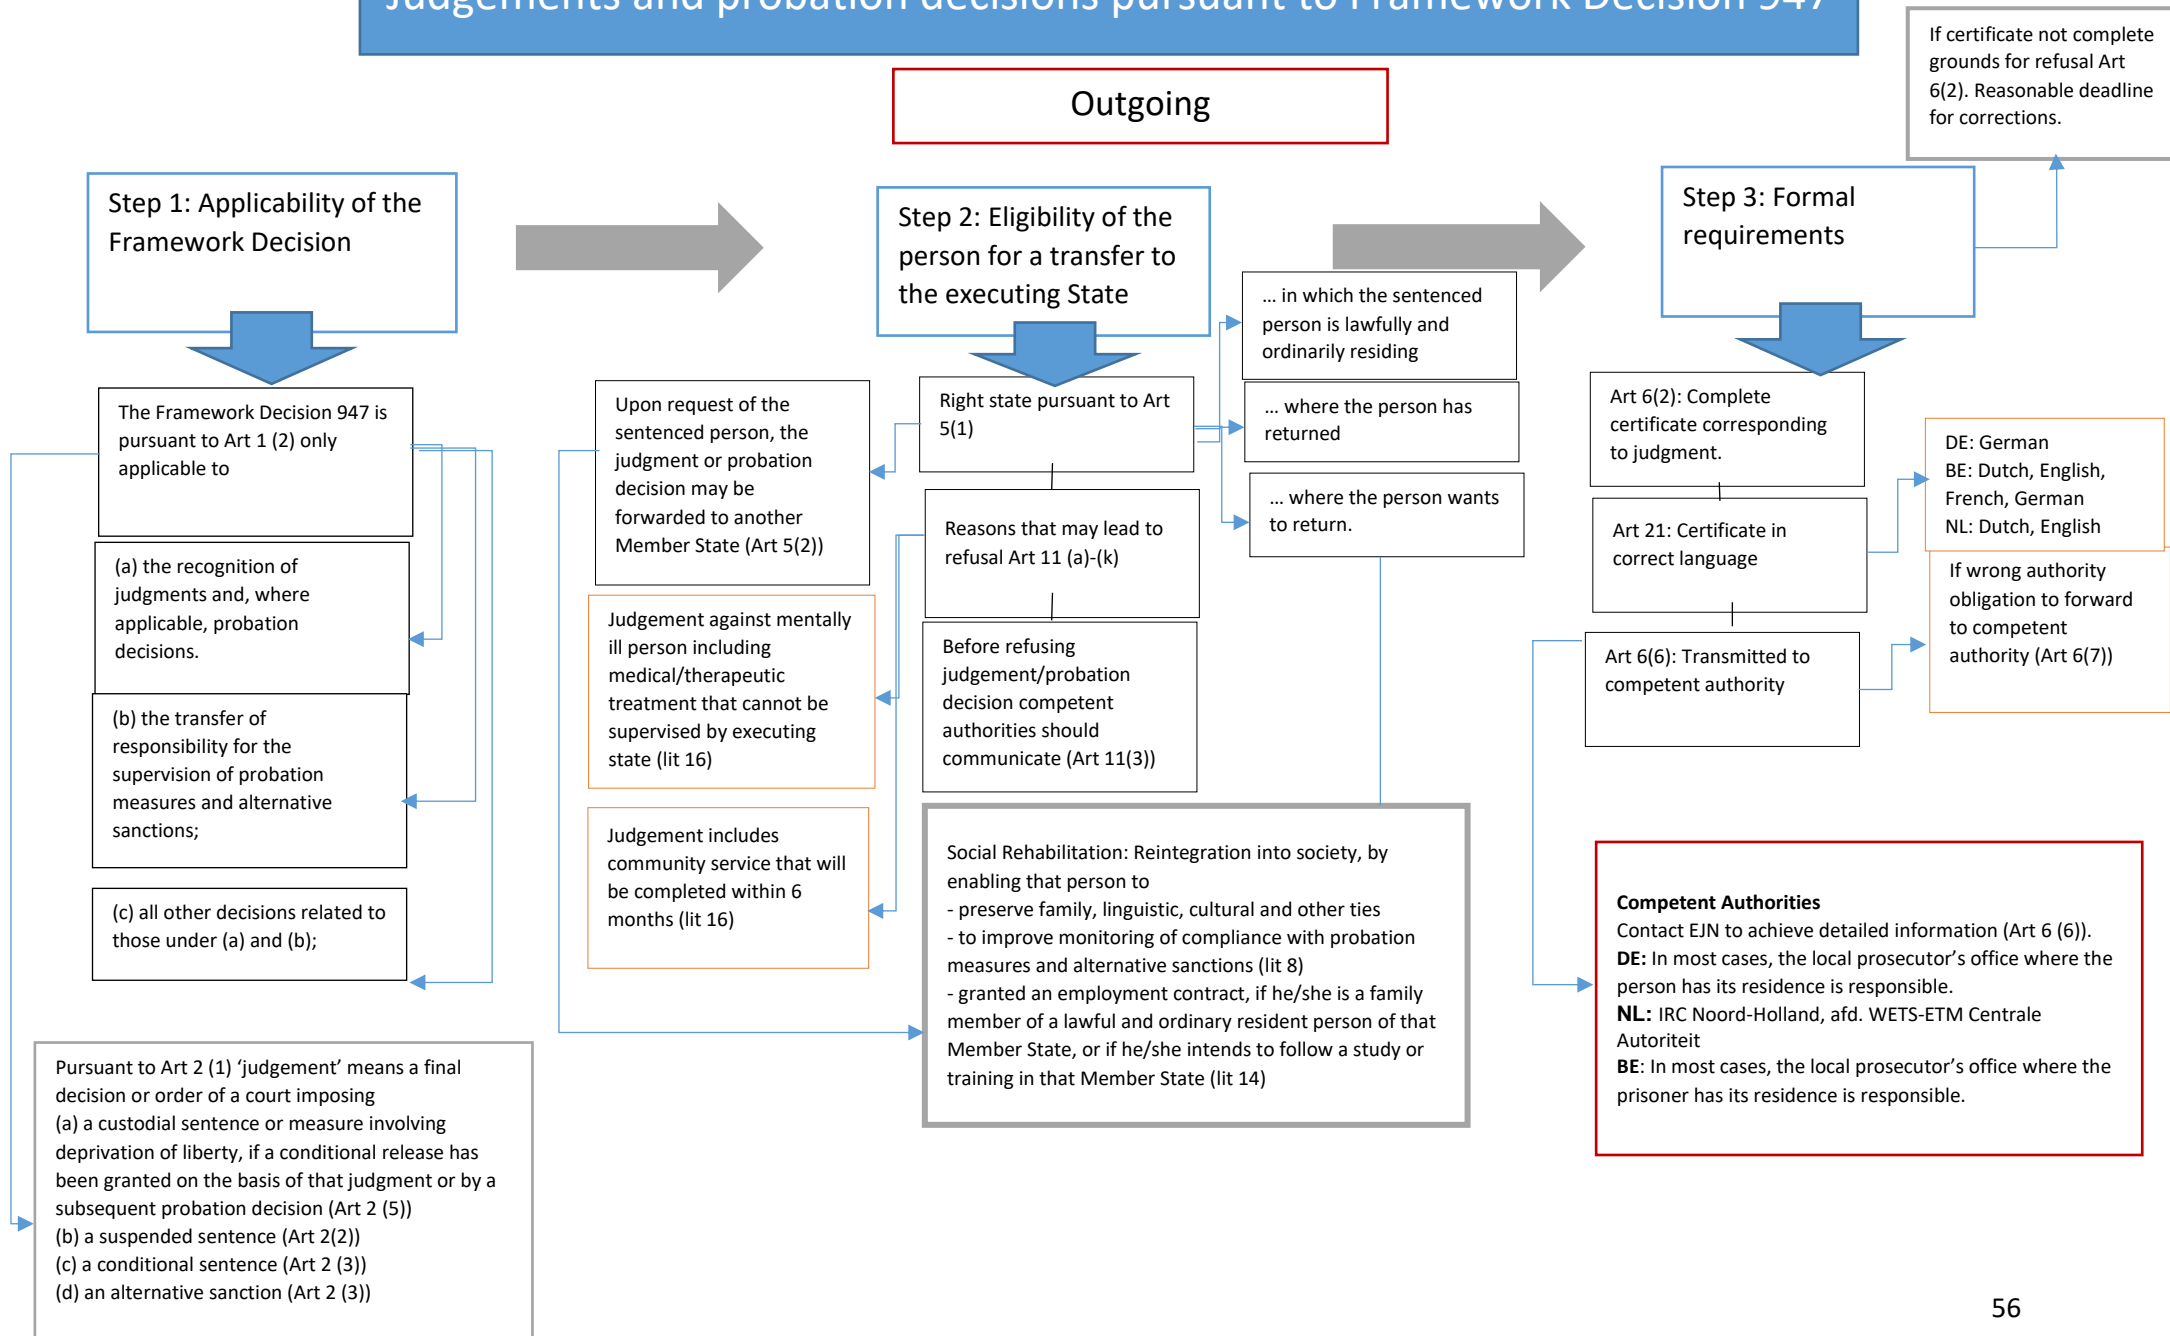 Judgements and probation decisions pursuant to Framework Decision 947
Outgoing
If certificate not complete
grounds for refusal Art
6(2). Reasonable deadline
for corrections.
Step 1: Applicability of the
Framework Decision
The Framework Decision 947 is
pursuant to Art 1 (2) only
applicable to
(a) the recognition of
judgments and, where
applicable, probation
decisions.
(b) the transfer of
responsibility for the
supervision of probation
measures and alternative
sanctions;
(c) all other decisions related to
those under (a) and (b);
Pursuant to Art 2 (1) ‘judgement’ means a final
decision or order of a court imposing
(a) a custodial sentence or measure involving
deprivation of liberty, if a conditional release has
been granted on the basis of that judgment or by a
subsequent probation decision (Art 2 (5))
(b) a suspended sentence (Art 2(2))
(c) a conditional sentence (Art 2 (3))
(d) an alternative sanction (Art 2 (3))
Step 2: Eligibility of the
person for a transfer to
the executing State
Right state pursuant to Art
5(1)
... in which the sentenced
person is lawfully and
ordinarily residing
... where the person has
returned
... where the person wants
to return.
Upon request of the
sentenced person, the
judgment or probation
decision may be
forwarded to another
Member State (Art 5(2))
Reasons that may lead to
refusal Art 11 (a)-(k)
Judgement against mentally
ill person including
medical/therapeutic
treatment that cannot be
supervised by executing
state (lit 16)
Judgement includes
community service that will
be completed within 6
months (lit 16)
Before refusing
judgement/probation
decision competent
authorities should
communicate (Art 11(3))
Social Rehabilitation: Reintegration into society, by
enabling that person to
- preserve family, linguistic, cultural and other ties
- to improve monitoring of compliance with probation
measures and alternative sanctions (lit 8)
- granted an employment contract, if he/she is a family
member of a lawful and ordinary resident person of that
Member State, or if he/she intends to follow a study or
training in that Member State (lit 14)
Step 3: Formal
requirements
Art 6(2): Complete
certificate corresponding
to judgment.
Art 21: Certificate in
correct language
DE: German
BE: Dutch, English,
French, German
NL: Dutch, English
Art 6(6): Transmitted to
competent authority
If wrong authority
obligation to forward
to competent
authority (Art 6(7))
Competent Authorities
Contact EJN to achieve detailed information (Art 6 (6)).
DE: In most cases, the local prosecutor’s office where the
person has its residence is responsible.
NL: IRC Noord-Holland, afd. WETS-ETM Centrale
Autoriteit
BE: In most cases, the local prosecutor’s office where the
prisoner has its residence is responsible.
56